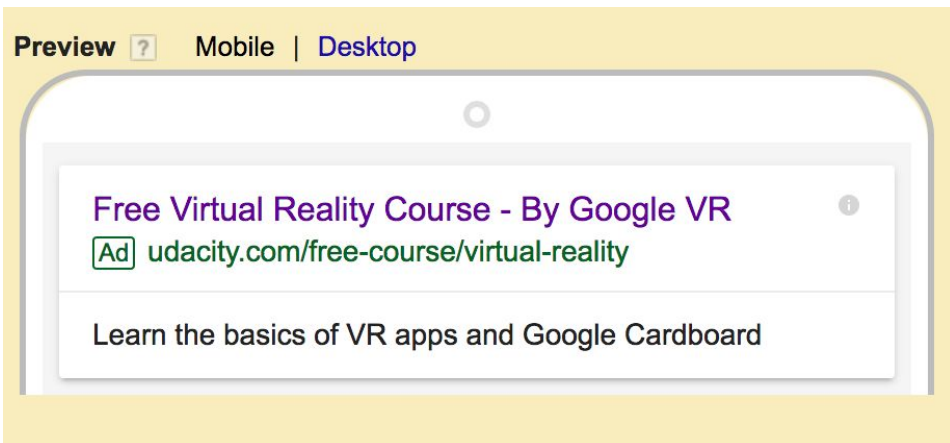 Preview ? Mobile | Desktop
Free Virtual Reality Course - By Google VR
Ad udacity.com/free-course/virtual-reality
Learn the basics of VR apps and Google Cardboard